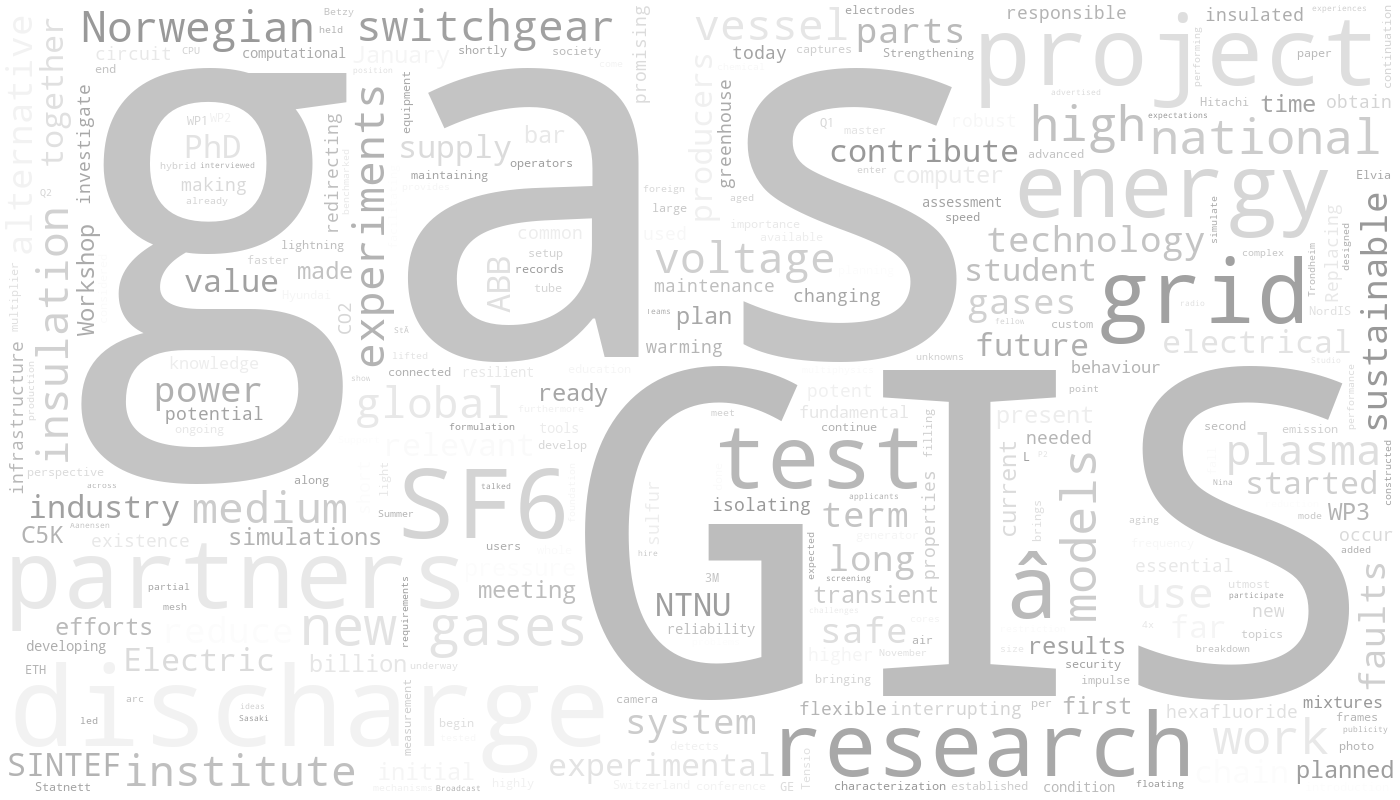 Norwegian
switchgear
Betzy
held
circuit
CPU
computational
January
shortly
society
electrodes
vessel
parts
today
captures
Strengthening
responsible
insulated
experiences
project
performing
paper
continuation
end
position
promising
alternative
together
gas
investigate
equipment
advertised
Hitachi
time
obtain
producers
greenhouse
WP1
WP2
PhD
hybrid
interviewed
making
already
redirecting
benchmarked
experiments
supply
bar
operators
maintaining
provides
Q1
master
contribute
enter
robust
advanced
high
expectations
national
Q2
foreign
large
used
aged
importance
available
computer
assessment
speed
energy
Elvia
simulate
sustainable
insulation
Workshop
lightning
faster
value
made
Hyundai
CO2
StÂ
common
setup
ABB
records
tube
voltage
maintenance
changing
technology
student
gases
complex
Trondheim
designed
Replacing
multiplier
Teams
plan
warming
fellow
custom
grid
radio
NordIS
infrastructure
production
knowledge
power
potential
ongoing
lifted
connected
resilient
education
show
unknowns
future
electrical
Studio
behaviour
point
performance
global
ready
furthermore
formulation
tools
develop
relevant
GIS
potent
meet
fundamental
continue
test
filling
present
needed
L
P2
second
emission
plasma
perspective
across
along
light
SF6
talked
foundation
Summer
users
sulfur
isolating
applicants
term
generator
properties
current
brings
models
aging
frequency
Nina
started
mode
WP3
constructed
industry
medium
Aanensen
C5K
existence
simulations
hire
expected
long
screening
occur
added
partners
partial
mesh
requirements
pressure
meeting
3M
NTNU
reliability
transient
challenges
cores
â
essential
use
utmost
participate
4x
new
far
topics
breakdown
efforts
developing
reduce
new gases
safe
air
higher
November
bringing
size
results
security
impulse
faults
ETH
Electric
billion
underway
discharge
arc
ideas
Sasaki
led
measurement
begin
camera
system
detects
flexible
interrupting
per
first
hexafluoride
mixtures
frames
publicity
photo
SINTEF
Statnett
institute
initial
mechanisms
Broadcast
highly
experimental
Switzerland
conference
GE
Tensio
research
characterization
established
condition
floating
work
chain
planned